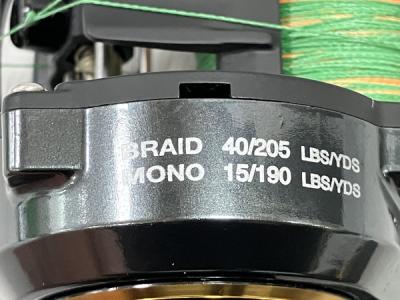 BRAID 40/205 LBS/YDS
MONO 15/190 LBS/YDS